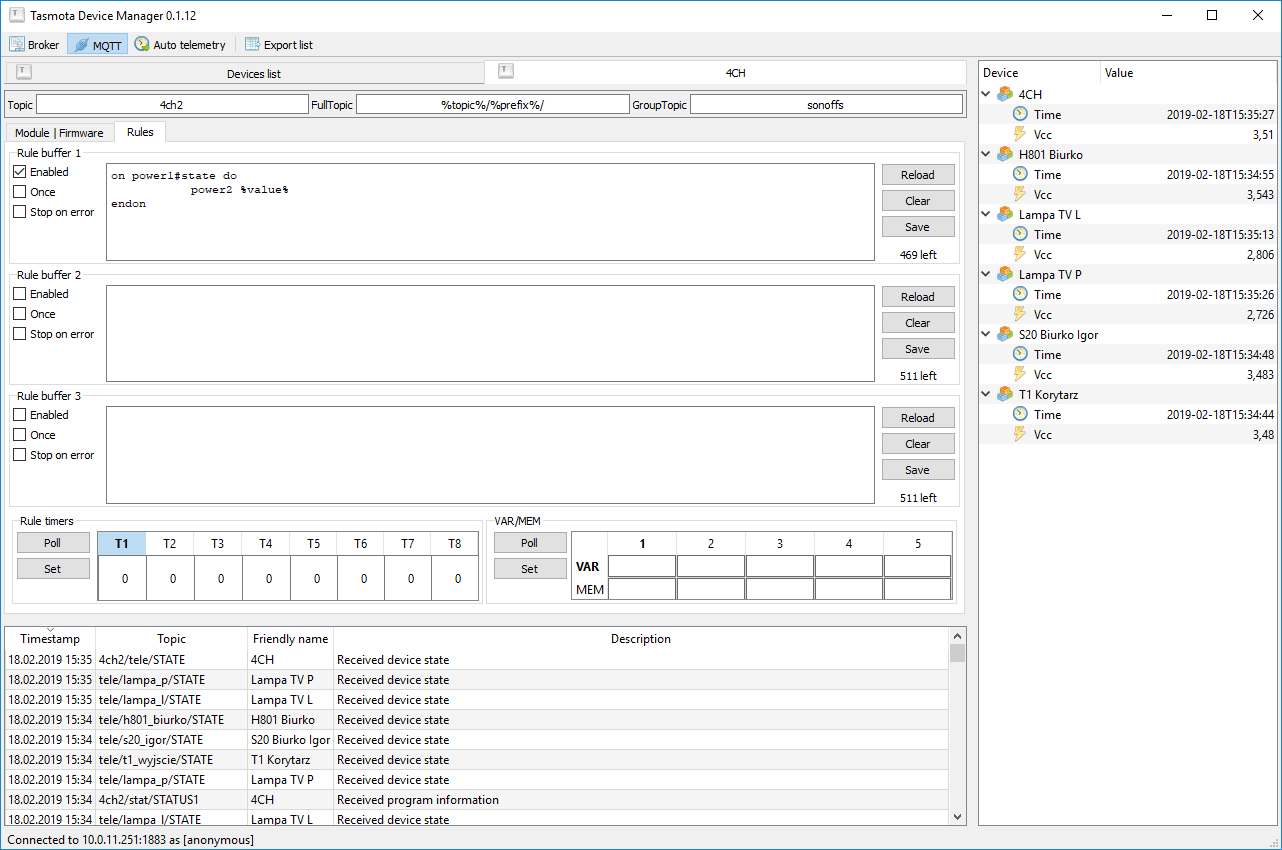 Tasmota Device Manager 0.1.12
Broker MQTT Auto telemetry Export list
Devices list 4CH
Topic 4ch2 FullTopic %topic%/%prefix%/ GroupTopic sonoffs
Module | Firmware Rules
Rule buffer 1
Enabled
Once
Stop on error
on power1#state do
power2 %value%
endon
Reload
Clear
Save
469 left
Rule buffer 2
Enabled
Once
Stop on error
Reload
Clear
Save
511 left
Rule buffer 3
Enabled
Once
Stop on error
Reload
Clear
Save
511 left
Rule timers
Poll
Set
T1 T2 T3 T4 T5 T6 T7 T8
0 0 0 0 0 0 0 0
VAR/MEM
Poll
Set
1 2 3 4 5
VAR
MEM
Timestamp Topic Friendly name Description
18.02.2019 15:35 4ch2/tele/STATE 4CH Received device state
18.02.2019 15:35 tele/lampa_p/STATE Lampa TV P Received device state
18.02.2019 15:35 tele/lampa_l/STATE Lampa TV L Received device state
18.02.2019 15:34 tele/h801_biurko/STATE H801 Biurko Received device state
18.02.2019 15:34 tele/s20_igor/STATE S20 Biurko Igor Received device state
18.02.2019 15:34 tele/t1_wyjscie/STATE T1 Korytarz Received device state
18.02.2019 15:34 tele/lampa_p/STATE Lampa TV P Received device state
18.02.2019 15:34 4ch2/stat/STATUS1 4CH Received program information
18.02.2019 15:34 tele/lampa_l/STATE Lampa TV L Received device state
Device Value
4CH
Time 2019-02-18T15:35:27
Vcc 3,51
H801 Biurko
Time 2019-02-18T15:34:55
Vcc 3,543
Lampa TV L
Time 2019-02-18T15:35:13
Vcc 2,806
Lampa TV P
Time 2019-02-18T15:35:26
Vcc 2,726
S20 Biurko Igor
Time 2019-02-18T15:34:48
Vcc 3,483
T1 Korytarz
Time 2019-02-18T15:34:44
Vcc 3,48
Connected to 10.0.11.251:1883 as [anonymous]